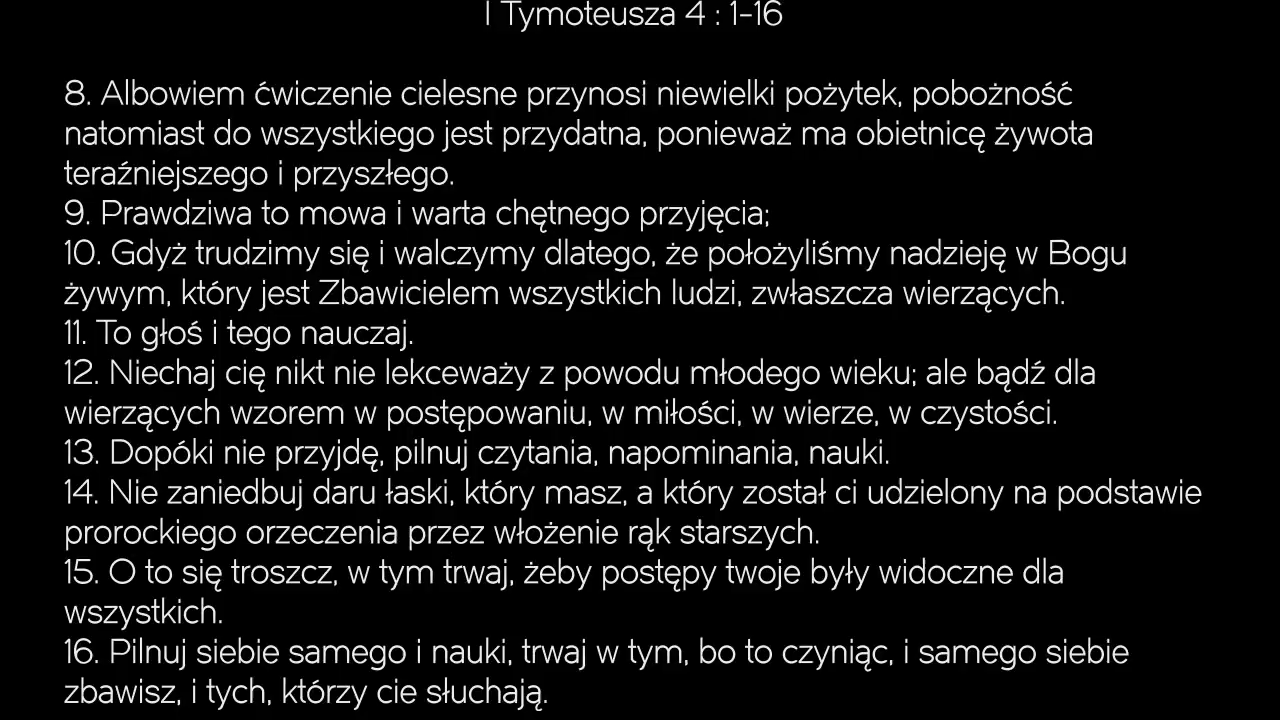 I Tymoteusza 4 : 1-16
8. Albowiem ćwiczenie cielesne przynosi niewielki pożytek, pobożność
natomiast do wszystkiego jest przydatna, ponieważ ma obietnicę żywota
teraźniejszego i przyszłego.
9. Prawdziwa to mowa i warta chętnego przyjęcia;
10. Gdyż trudzimy się i walczymy dlatego, że położyliśmy nadzieję w Bogu
żywym, który jest Zbawicielem wszystkich ludzi, zwłaszcza wierzących.
11. To głoś i tego nauczaj.
12. Niechaj cię nikt nie lekceważy z powodu młodego wieku; ale bądź dla
wierzących wzorem w postępowaniu, w miłości, w wierze, w czystości.
13. Dopóki nie przyjdę, pilnuj czytania, napominania, nauki.
14. Nie zaniedbuj daru łaski, który masz, a który został ci udzielony na podstawie
prorockiego orzeczenia przez włożenie rąk starszych.
15. O to się troszcz, w tym trwaj, żeby postępy twoje były widoczne dla
wszystkich.
16. Pilnuj siebie samego i nauki, trwaj w tym, bo to czyniąc, i samego siebie
zbawisz, i tych, którzy cie słuchają.